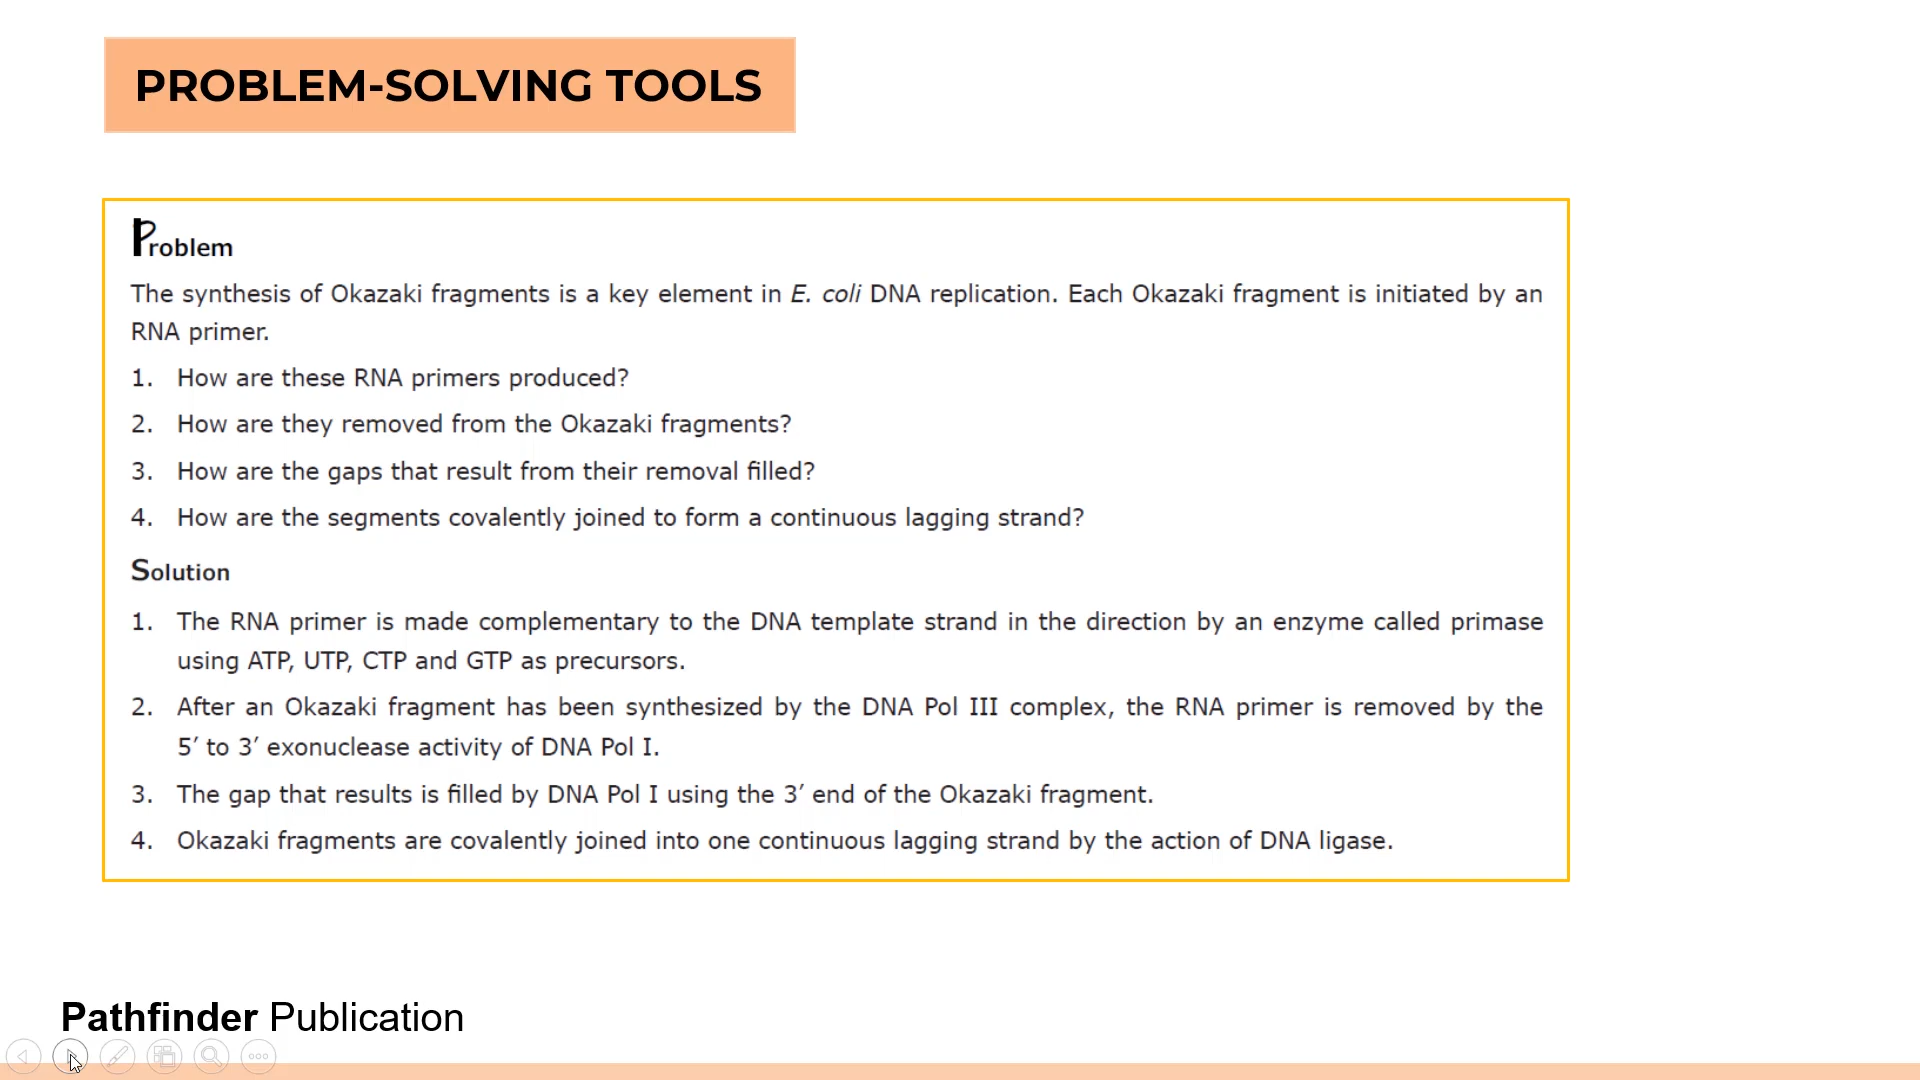 PROBLEM-SOLVING TOOLS
Problem
The synthesis of Okazaki fragments is a key element in E. coli DNA replication. Each Okazaki fragment is initiated by an
RNA primer.
1. How are these RNA primers produced?
2. How are they removed from the Okazaki fragments?
3. How are the gaps that result from their removal filled?
4. How are the segments covalently joined to form a continuous lagging strand?
Solution
1. The RNA primer is made complementary to the DNA template strand in the direction by an enzyme called primase
using ATP, UTP, CTP and GTP as precursors.
2. After an Okazaki fragment has been synthesized by the DNA Pol III complex, the RNA primer is removed by the
5′ to 3′ exonuclease activity of DNA Pol I.
3. The gap that results is filled by DNA Pol I using the 3′ end of the Okazaki fragment.
4. Okazaki fragments are covalently joined into one continuous lagging strand by the action of DNA ligase.
Pathfinder Publication